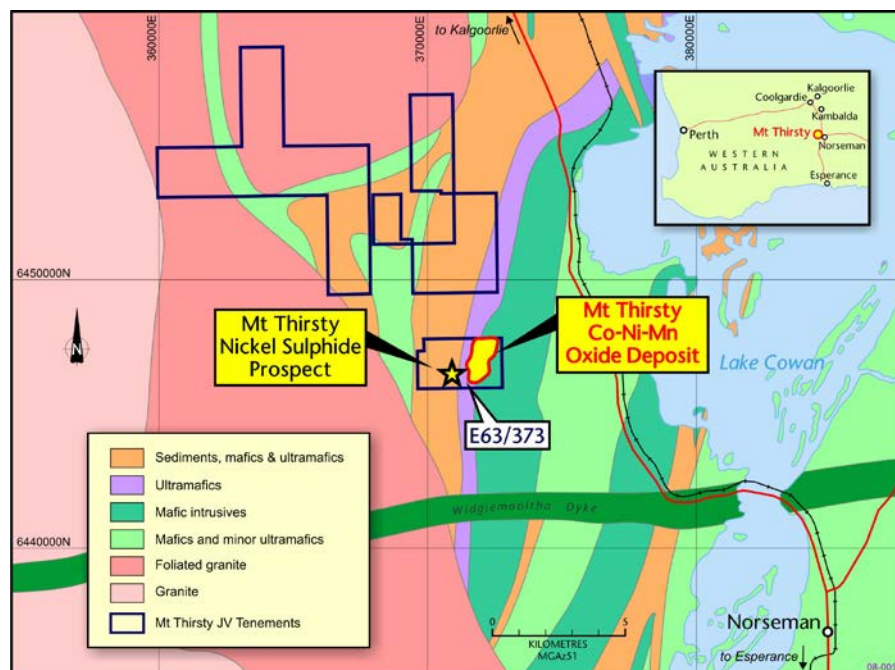 360000E
370000E
380000E
to Kalgoorlie
Kalgoorlie
Coolgardie
Kambalda
Mt Thirsty
Perth
Norseman
WESTERN
AUSTRALIA
Esperance
6450000N
Mt Thirsty
Nickel Sulphide
Prospect
Mt Thirsty
Co-Ni-Mn
Oxide Deposit
N
Lake Cowan
E63/373
Sediments, mafics & ultramafics
Ultramafics
Mafic intrusives
Mafics and minor ultramafics
Foliated granite
Granite
Mt Thirsty JV Tenements
Widgiemooltha Dyke
6440000N
0
5
KILOMETRES
MGAz51
Norseman
to Esperance